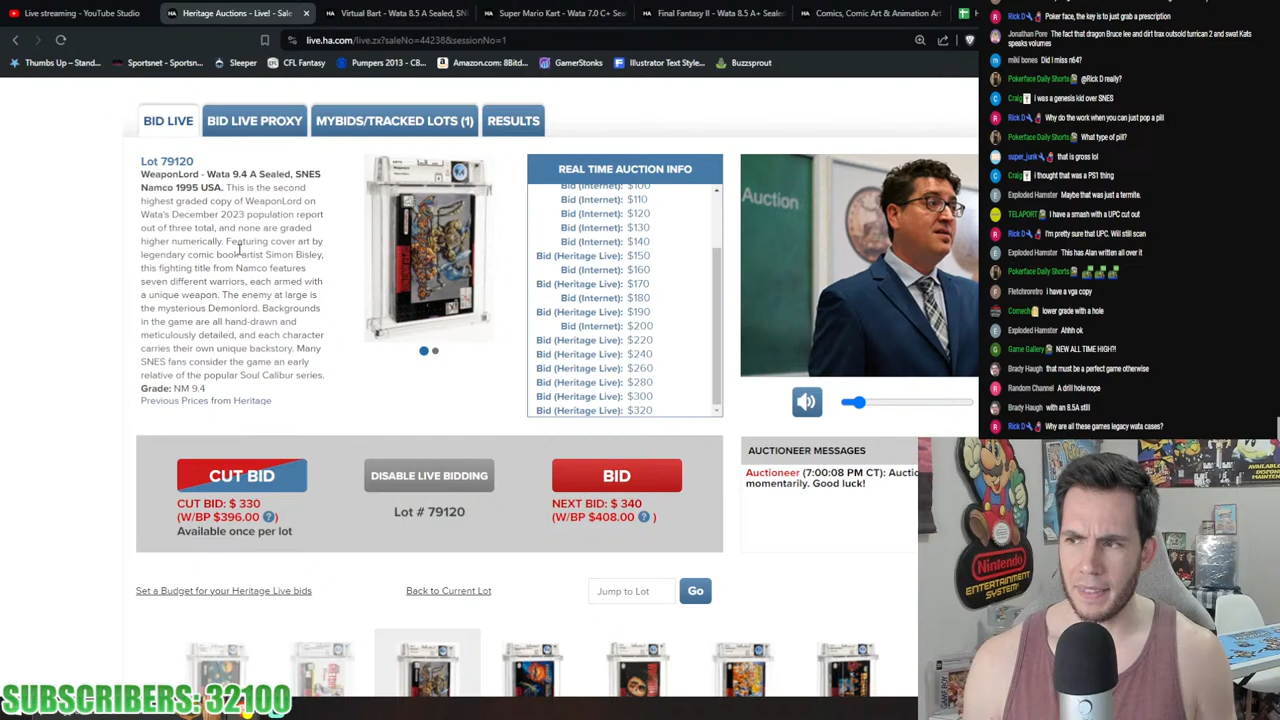 Live streaming - YouTube Studio
Heritage Auctions - Live! - Sale
Virtual Bart - Wata 8.5 A Sealed, SNE
Super Mario Kart - Wata 7.0 C+ Sea
Final Fantasy II - Wata 8.5 A+ Sealed
Comics, Comic Art & Animation Art
live.ha.com/live.zx?saleNo=44238&sessionNo=1
Thumbs Up – Stand...
Sportsnet - Sportsn...
Sleeper
CFL Fantasy
Pumpers 2013 - CB...
Amazon.com: 8Bitd...
GamerStonks
Illustrator Text Style...
Buzzsprout
BID LIVE
BID LIVE PROXY
MYBIDS/TRACKED LOTS (1)
RESULTS
Lot 79120
WeaponLord - Wata 9.4 A Sealed, SNES
Namco 1995 USA. This is the second
highest graded copy of WeaponLord on
Wata's December 2023 population report
out of three total, and none are graded
higher numerically. Featuring cover art by
legendary comic book artist Simon Bisley,
this fighting title from Namco features
seven different warriors, each armed with
a unique weapon. The enemy at large is
the mysterious Demonlord. Backgrounds
in the game are all hand-drawn and
meticulously detailed, and each character
carries their own unique backstory. Many
SNES fans consider the game an early
relative of the popular Soul Calibur series.
Grade: NM 9.4
Previous Prices from Heritage
REAL TIME AUCTION INFO
Bid (Internet): $100
Bid (Internet): $110
Bid (Internet): $120
Bid (Internet): $130
Bid (Internet): $140
Bid (Heritage Live): $150
Bid (Internet): $160
Bid (Heritage Live): $170
Bid (Internet): $180
Bid (Heritage Live): $190
Bid (Internet): $200
Bid (Heritage Live): $220
Bid (Heritage Live): $240
Bid (Heritage Live): $260
Bid (Heritage Live): $280
Bid (Heritage Live): $300
Bid (Heritage Live): $320
Auction
CUT BID
CUT BID: $ 330
(W/BP $396.00 ? )
Available once per lot
DISABLE LIVE BIDDING
Lot # 79120
BID
NEXT BID: $ 340
(W/BP $408.00 ? )
AUCTIONEER MESSAGES
Auctioneer (7:00:08 PM CT): Auctio
momentarily. Good luck!
Set a Budget for your Heritage Live bids
Back to Current Lot
Jump to Lot
Go
SUBSCRIBERS: 32100
Rick D Poker face, the key is to just grab a prescription
Jonathan Pore The fact that dragon Bruce lee and dirt trax outsold turrican 2 and swat Kats
speaks volumes
miki bones Did I miss n64?
Pokerface Daily Shorts @Rick D really?
Craig i was a genesis kid over SNES
Rick D Why do the work when you can just pop a pill
Pokerface Daily Shorts What type of pill?
super_junk that is gross lol
Craig i thought that was a PS1 thing
Exploded Hamster Maybe that was just a termite.
TELAPORT I have a smash with a UPC cut out
Rick D I'm pretty sure that UPC. Will still scan
Exploded Hamster This has Alan written all over it
Pokerface Daily Shorts
Fletchroretro i have a vga copy
Comech lower grade with a hole
Exploded Hamster Ahhh ok
Game Gallery NEW ALL TIME HIGH?!
Brady Haugh that must be a perfect game otherwise
Random Channel A drill hole nope
Brady Haugh with an 8.5A still
Rick D Why are all these games legacy wata cases?
Nintendo
ENTERTAINMENT
SYSTEM